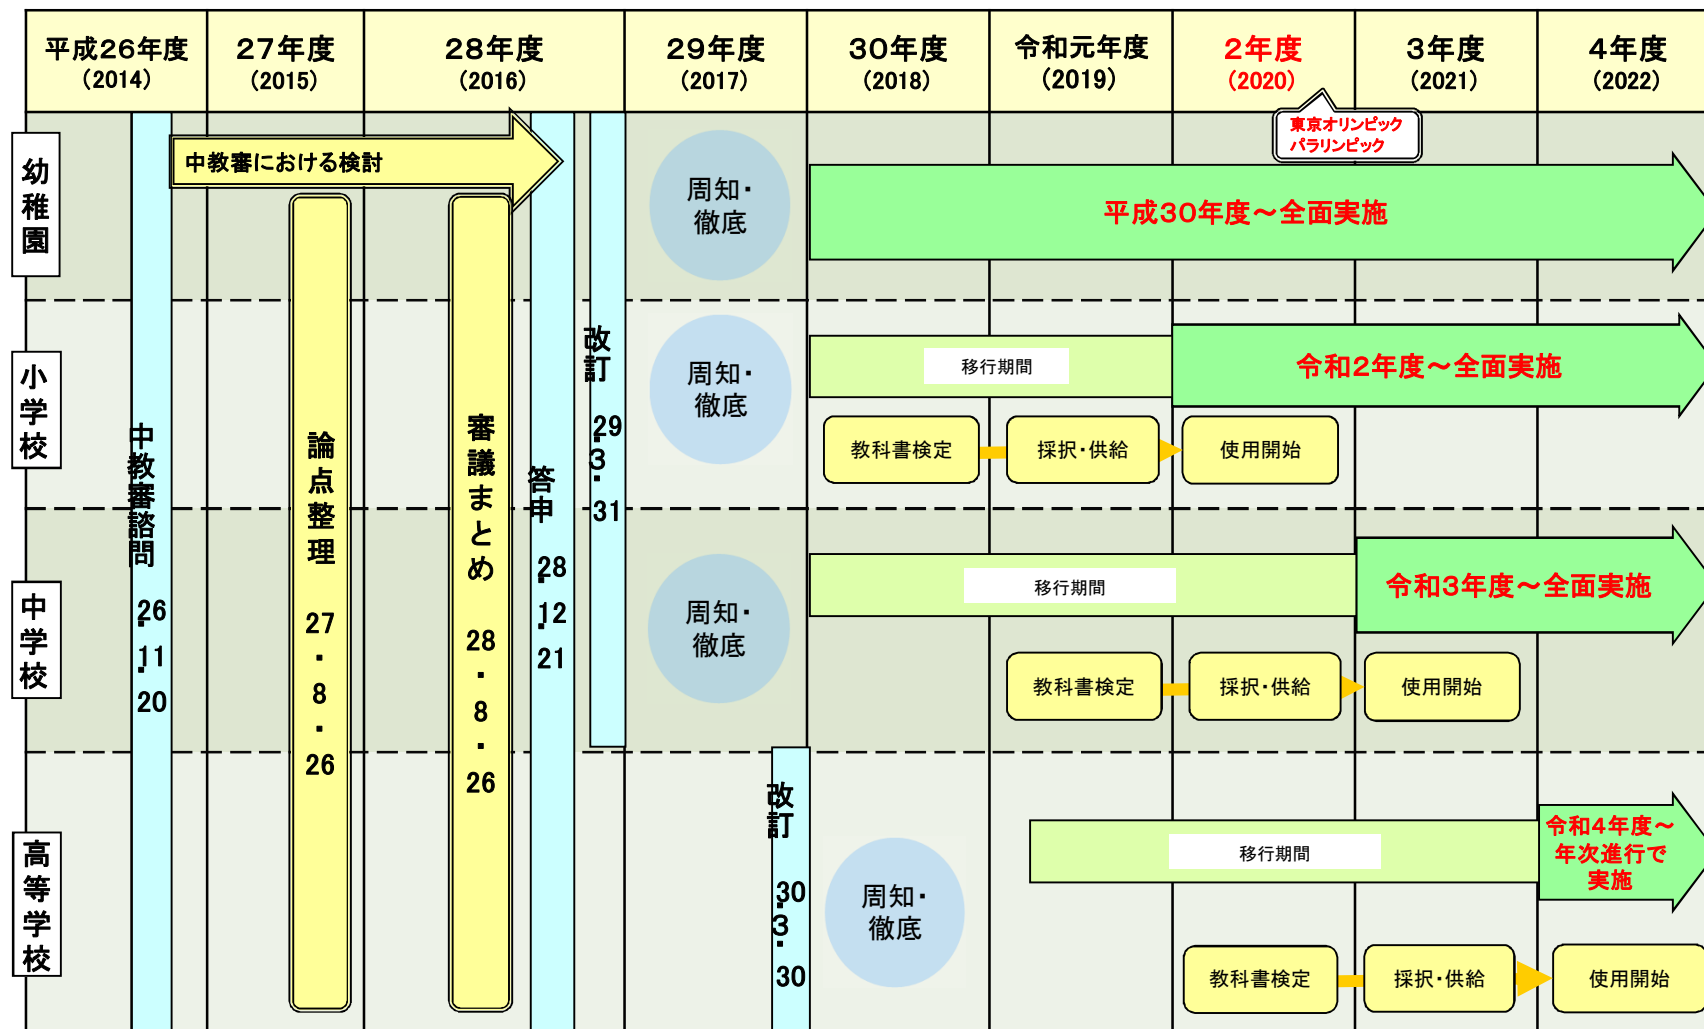 平成26年度
（2014）
27年度
（2015）
28年度
（2016）
29年度
（2017）
30年度
（2018）
令和元年度
（2019）
2年度
（2020）
3年度
（2021）
4年度
（2022）
東京オリンピック
パラリンピック
幼稚園
中教審における検討
周知・
徹底
平成30年度～全面実施
小学校
周知・
徹底
移行期間
令和2年度～全面実施
教科書検定
採択・供給
使用開始
中教審諮問　26．11．20
論点整理　27．8．26
審議まとめ　28．8．26
答申　28．12．21
改訂　29．3．31
中学校
周知・
徹底
移行期間
令和3年度～全面実施
教科書検定
採択・供給
使用開始
高等学校
改訂　30．3．30
周知・
徹底
移行期間
令和4年度～
年次進行で
実施
教科書検定
採択・供給
使用開始